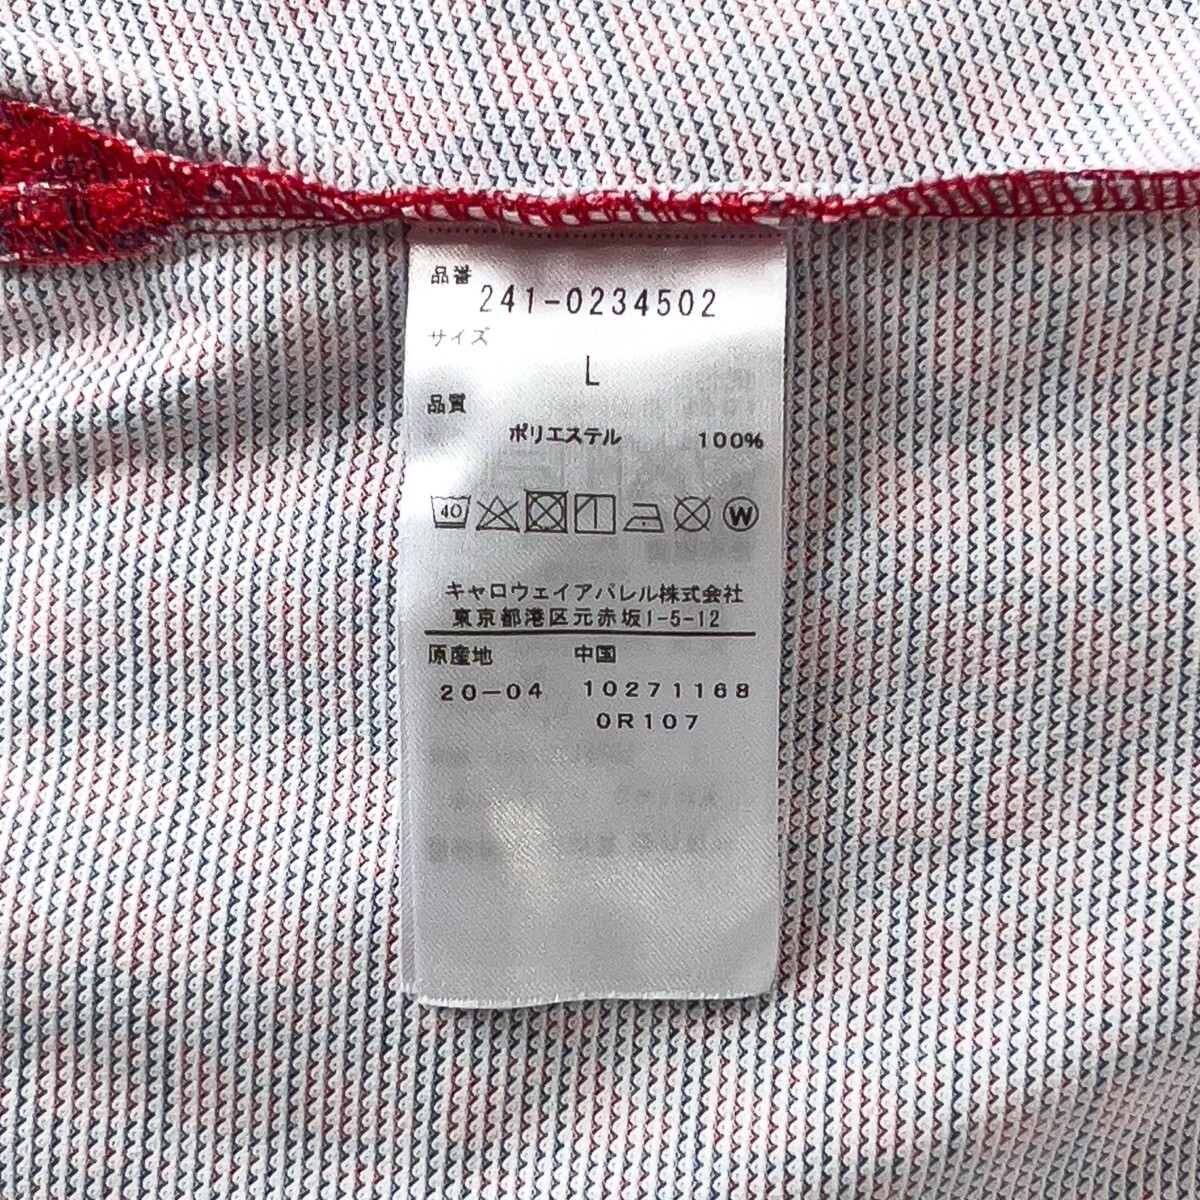 品番
241-0234502
サイズ
L
品質
ポリエステル 100%
40 W
キャロウェイアパレル株式会社
東京都港区元赤坂1-5-12
原産地 中国
20-04 10271168
0R107